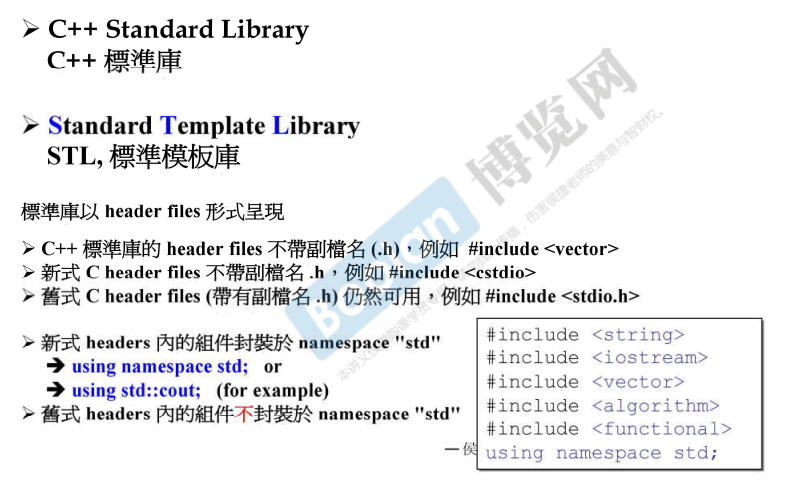 ➢ C++ Standard Library
C++ 標準庫
➢ Standard Template Library
STL, 標準模板庫
標準庫以 header files 形式呈現
➢ C++ 標準庫的 header files 不帶副檔名 (.h)，例如 #include <vector>
➢ 新式 C header files 不帶副檔名 .h，例如 #include <cstdio>
➢ 舊式 C header files (帶有副檔名 .h) 仍然可用，例如 #include <stdio.h>
➢ 新式 headers 內的組件封裝於 namespace "std"
➔ using namespace std; or
➔ using std::cout; (for example)
➢ 舊式 headers 內的組件不封裝於 namespace "std"
#include <string>
#include <iostream>
#include <vector>
#include <algorithm>
#include <functional>
using namespace std;
— 侯
Boolan 博览网